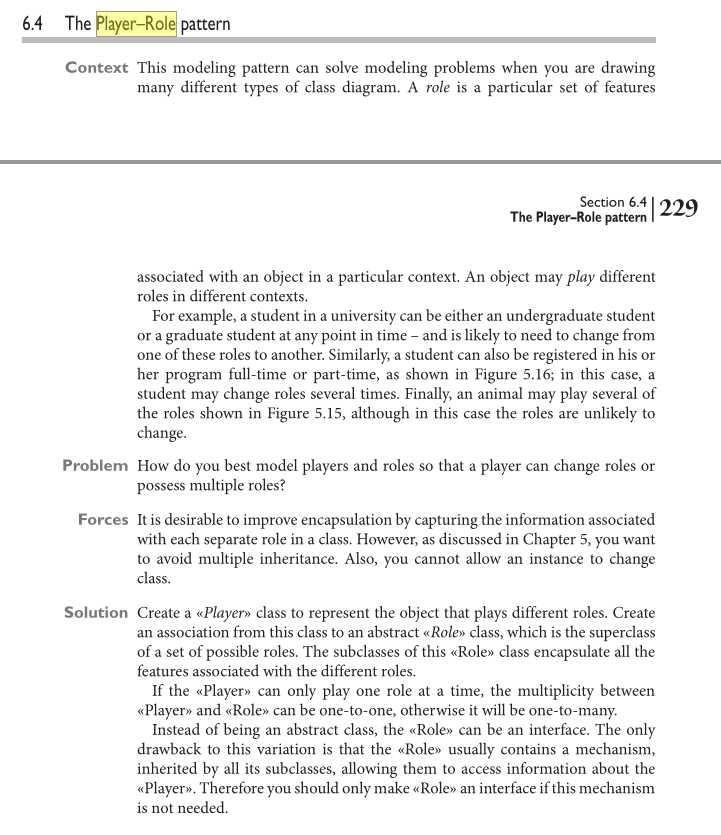 6.4 The Player–Role pattern
Context This modeling pattern can solve modeling problems when you are drawing
many different types of class diagram. A role is a particular set of features
Section 6.4
The Player–Role pattern 229
associated with an object in a particular context. An object may play different
roles in different contexts.
For example, a student in a university can be either an undergraduate student
or a graduate student at any point in time – and is likely to need to change from
one of these roles to another. Similarly, a student can also be registered in his or
her program full-time or part-time, as shown in Figure 5.16; in this case, a
student may change roles several times. Finally, an animal may play several of
the roles shown in Figure 5.15, although in this case the roles are unlikely to
change.
Problem How do you best model players and roles so that a player can change roles or
possess multiple roles?
Forces It is desirable to improve encapsulation by capturing the information associated
with each separate role in a class. However, as discussed in Chapter 5, you want
to avoid multiple inheritance. Also, you cannot allow an instance to change
class.
Solution Create a «Player» class to represent the object that plays different roles. Create
an association from this class to an abstract «Role» class, which is the superclass
of a set of possible roles. The subclasses of this «Role» class encapsulate all the
features associated with the different roles.
If the «Player» can only play one role at a time, the multiplicity between
«Player» and «Role» can be one-to-one, otherwise it will be one-to-many.
Instead of being an abstract class, the «Role» can be an interface. The only
drawback to this variation is that the «Role» usually contains a mechanism,
inherited by all its subclasses, allowing them to access information about the
«Player». Therefore you should only make «Role» an interface if this mechanism
is not needed.